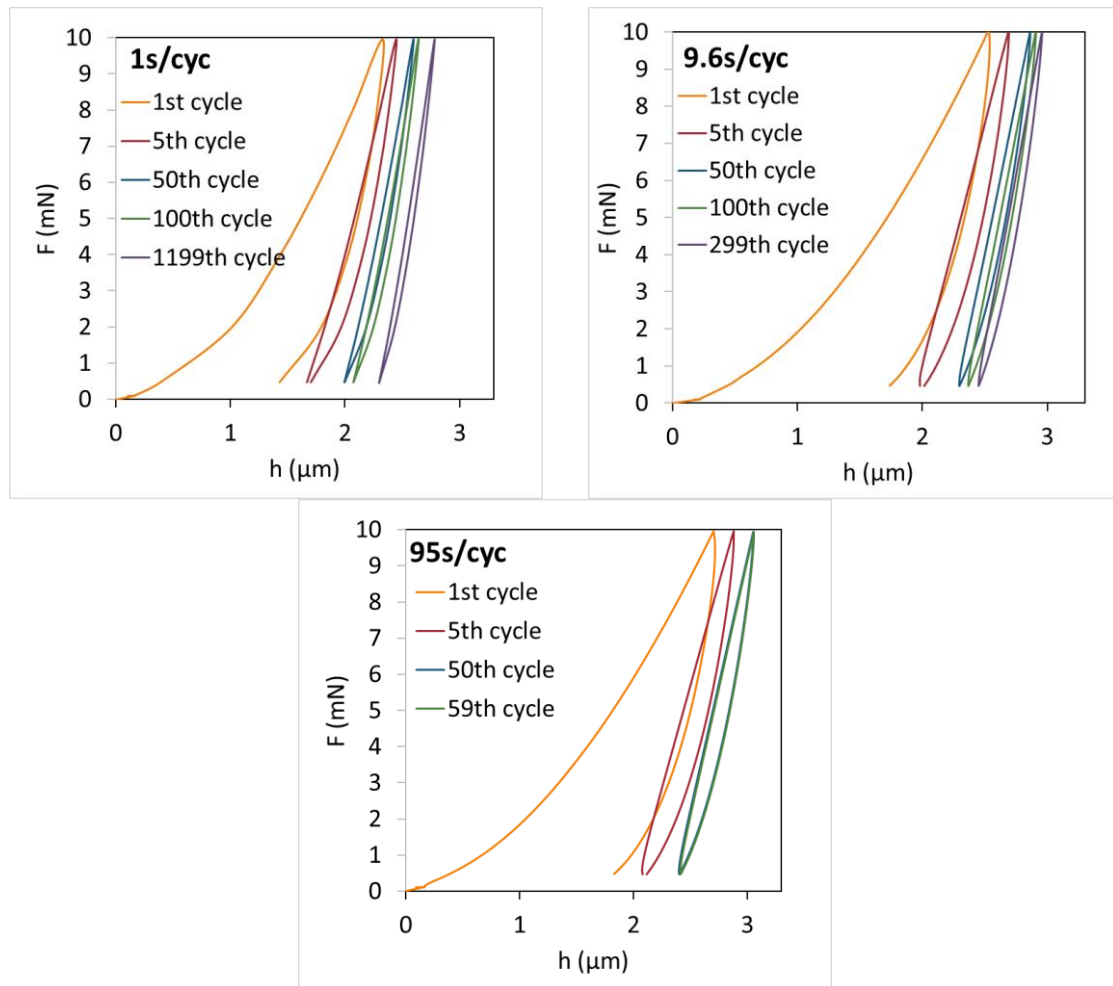 1s/cyc
1st cycle
5th cycle
50th cycle
100th cycle
1199th cycle
F (mN)
10
9
8
7
6
5
4
3
2
1
0
0 1 2 3
h (μm)
9.6s/cyc
1st cycle
5th cycle
50th cycle
100th cycle
299th cycle
F (mN)
10
9
8
7
6
5
4
3
2
1
0
0 1 2 3
h (μm)
95s/cyc
1st cycle
5th cycle
50th cycle
59th cycle
F (mN)
10
9
8
7
6
5
4
3
2
1
0
0 1 2 3
h (μm)